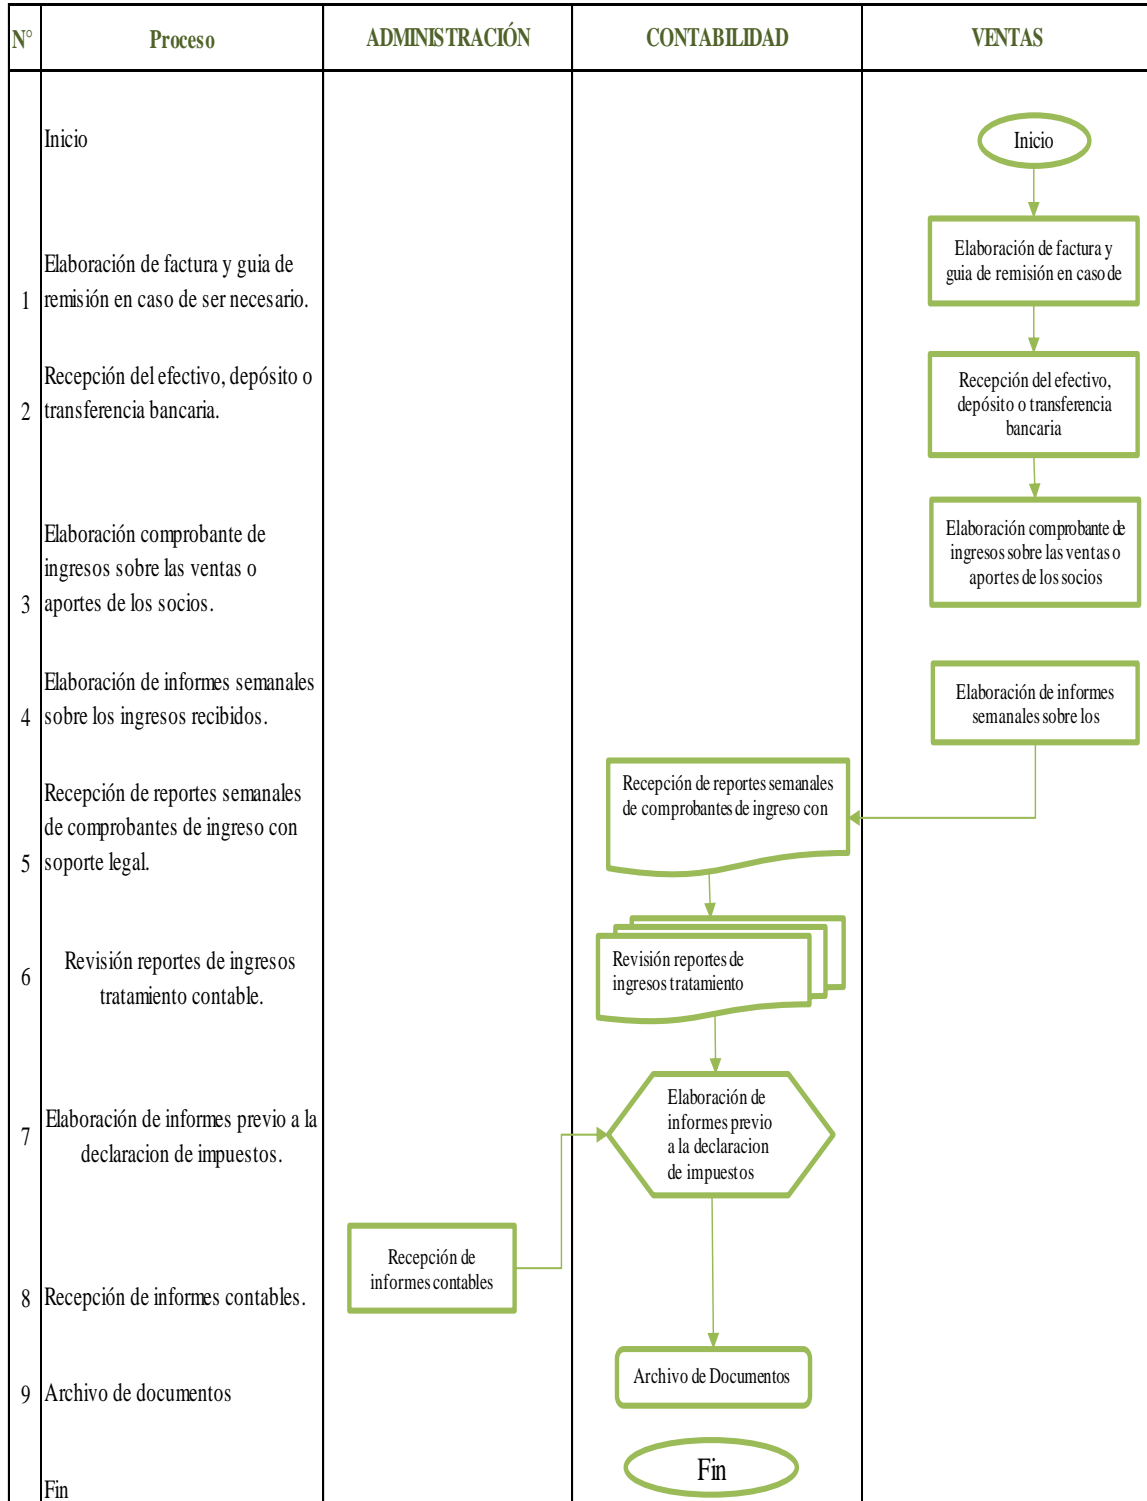 N° Proceso ADMINISTRACIÓN CONTABILIDAD VENTAS
Inicio
Inicio
Elaboración de factura y guia de
1 remisión en caso de ser necesario.
Elaboración de factura y
guia de remisión en caso de
Recepción del efectivo, depósito o
2 transferencia bancaria.
Recepción del efectivo,
depósito o transferencia
bancaria
Elaboración comprobante de
ingresos sobre las ventas o
3 aportes de los socios.
Elaboración comprobante de
ingresos sobre las ventas o
aportes de los socios
Elaboración de informes semanales
4 sobre los ingresos recibidos.
Elaboración de informes
semanales sobre los
Recepción de reportes semanales
de comprobantes de ingreso con
5 soporte legal.
Recepción de reportes semanales
de comprobantes de ingreso con
6 Revisión reportes de ingresos
tratamiento contable.
Revisión reportes de
ingresos tratamiento
Elaboración de informes previo a la
7 declaracion de impuestos.
Elaboración de
informes previo
a la declaracion
de impuestos
8 Recepción de informes contables.
Recepción de
informes contables
9 Archivo de documentos
Archivo de Documentos
Fin
Fin